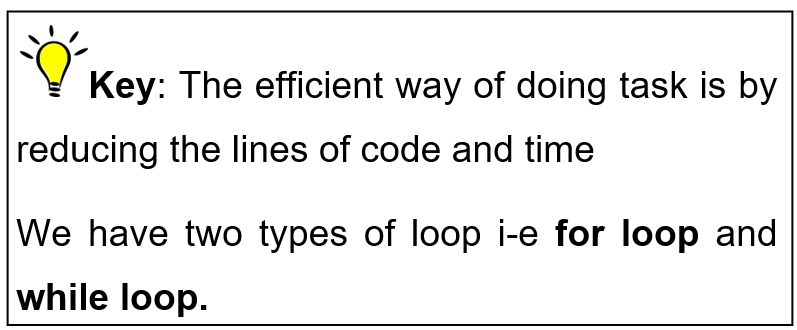 Key: The efficient way of doing task is by
reducing the lines of code and time
We have two types of loop i-e for loop and
while loop.